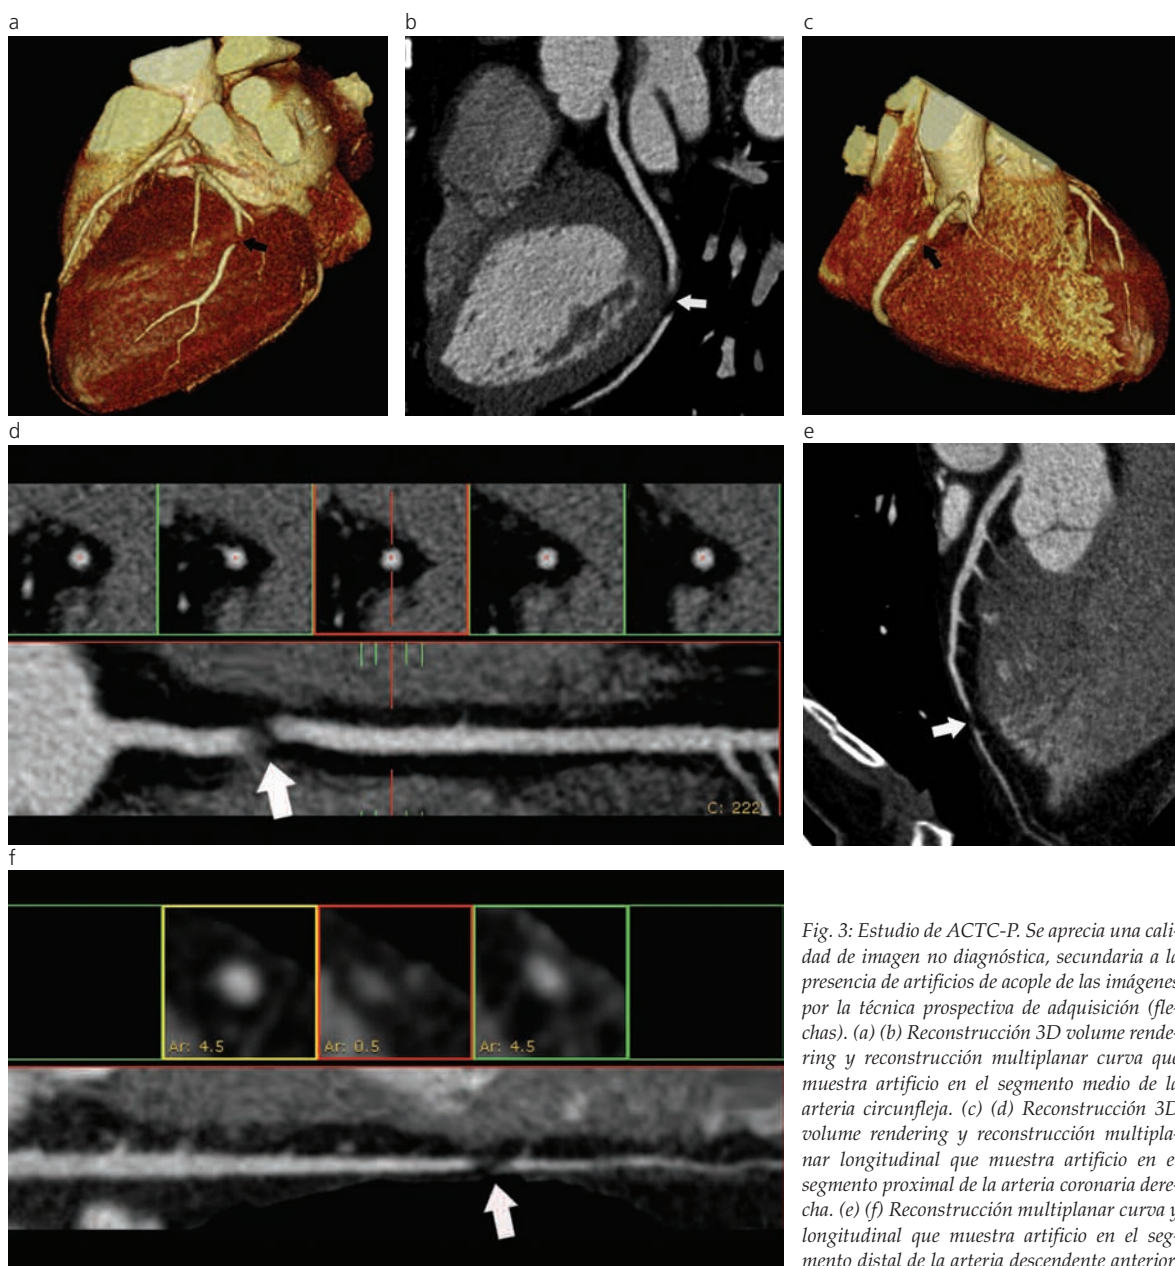 a
b
c
d
C: 222
e
f
Ar: 4.5
Ar: 0.5
Ar: 4.5
Fig. 3: Estudio de ACTC-P. Se aprecia una cali-
dad de imagen no diagnóstica, secundaria a la
presencia de artificios de acople de las imágenes
por la técnica prospectiva de adquisición (fle-
chas). (a) (b) Reconstrucción 3D volume rende-
ring y reconstrucción multiplanar curva que
muestra artificio en el segmento medio de la
arteria circunfleja. (c) (d) Reconstrucción 3D
volume rendering y reconstrucción multipla-
nar longitudinal que muestra artificio en e
segmento proximal de la arteria coronaria dere-
cha. (e) (f) Reconstrucción multiplanar curva y
longitudinal que muestra artificio en el seg-
mento distal de la arteria descendente anterior